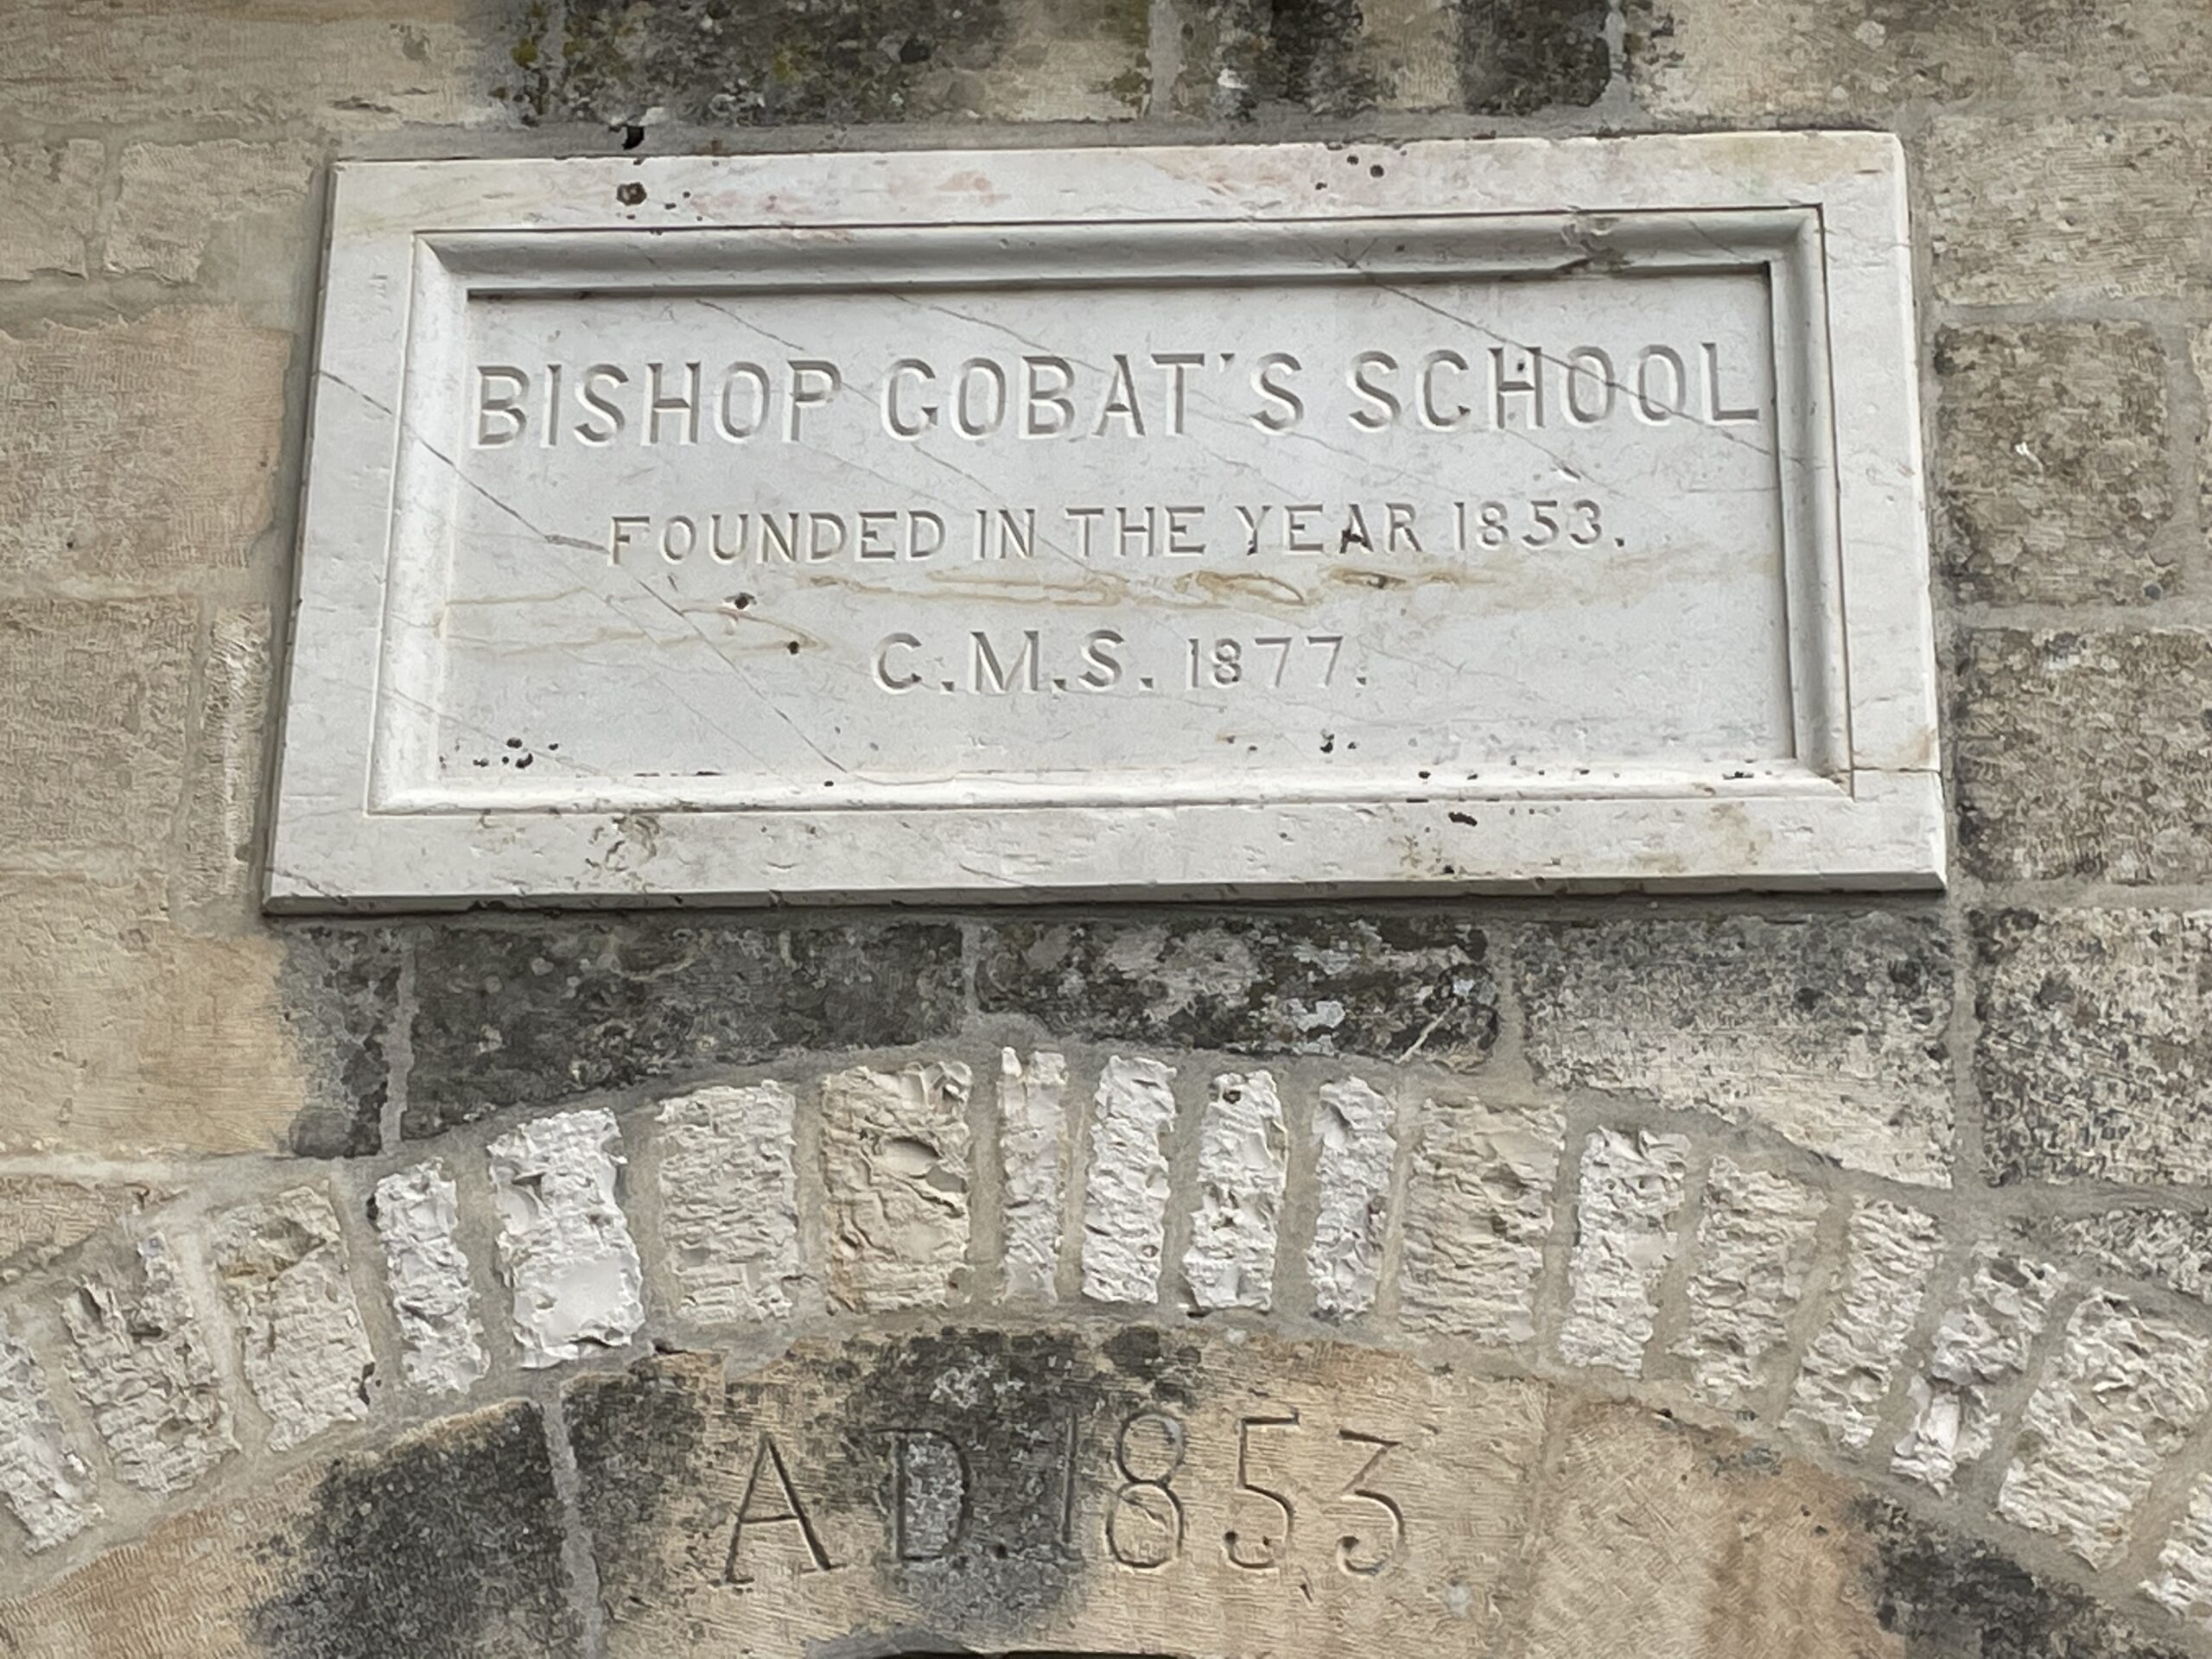 BISHOP GOBAT'S SCHOOL
FOUNDED IN THE YEAR 1853.
C.M.S. 1877.
A D 1853